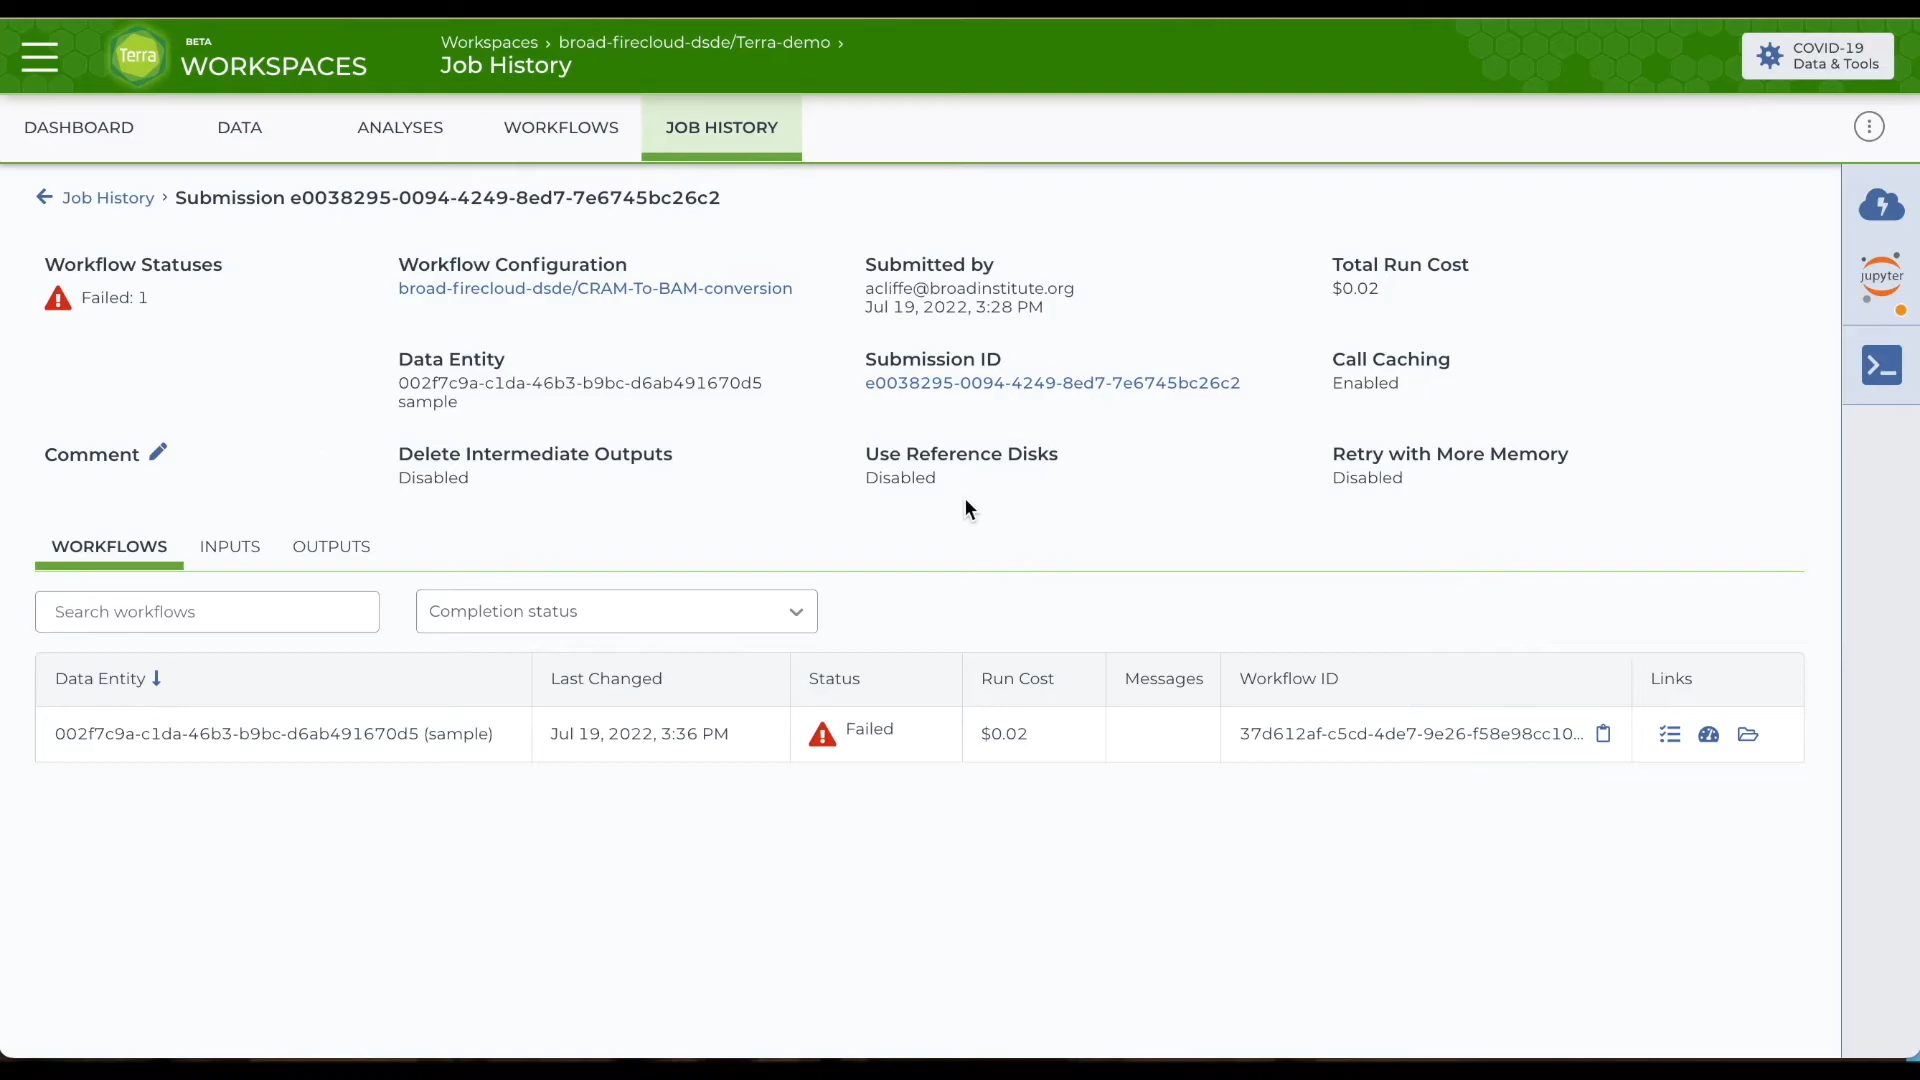 Terra
BETA
WORKSPACES
Workspaces › broad-firecloud-dsde/Terra-demo ›
Job History
COVID-19
Data & Tools
DASHBOARD
DATA
ANALYSES
WORKFLOWS
JOB HISTORY
Job History › Submission e0038295-0094-4249-8ed7-7e6745bc26c2
jupyter
Workflow Statuses
Failed: 1
Workflow Configuration
broad-firecloud-dsde/CRAM-To-BAM-conversion
Submitted by
acliffe@broadinstitute.org
Jul 19, 2022, 3:28 PM
Total Run Cost
$0.02
Data Entity
002f7c9a-c1da-46b3-b9bc-d6ab491670d5
sample
Submission ID
e0038295-0094-4249-8ed7-7e6745bc26c2
Call Caching
Enabled
Comment
Delete Intermediate Outputs
Disabled
Use Reference Disks
Disabled
Retry with More Memory
Disabled
WORKFLOWS
INPUTS
OUTPUTS
Search workflows
Completion status
Data Entity
Last Changed
Status
Run Cost
Messages
Workflow ID
Links
002f7c9a-c1da-46b3-b9bc-d6ab491670d5 (sample)
Jul 19, 2022, 3:36 PM
Failed
$0.02
37d612af-c5cd-4de7-9e26-f58e98cc10...